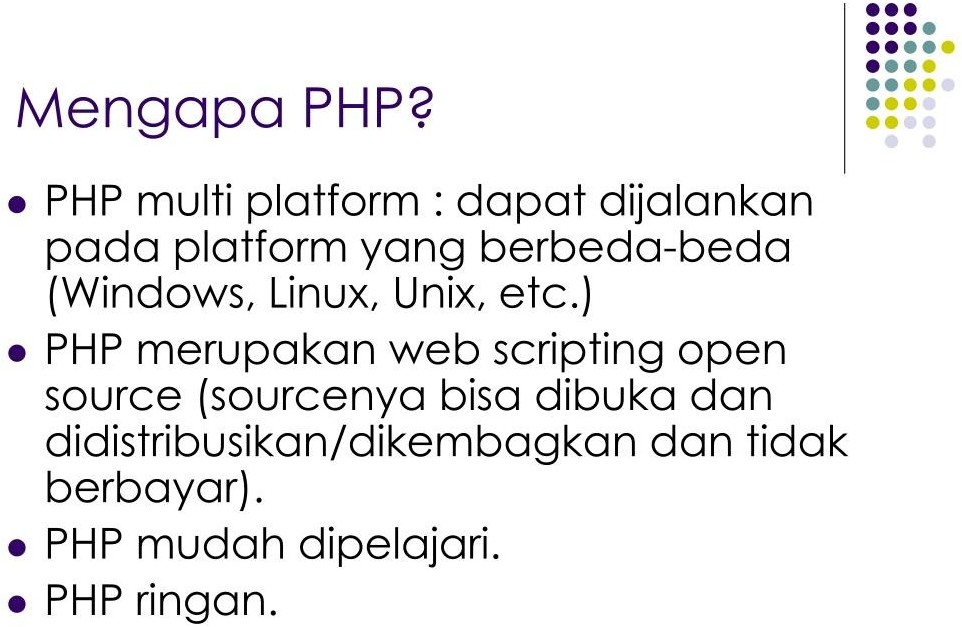 Mengapa PHP?
• PHP multi platform : dapat dijalankan
pada platform yang berbeda-beda
(Windows, Linux, Unix, etc.)
• PHP merupakan web scripting open
source (sourcenya bisa dibuka dan
didistribusikan/dikembagkan dan tidak
berbayar).
• PHP mudah dipelajari.
• PHP ringan.